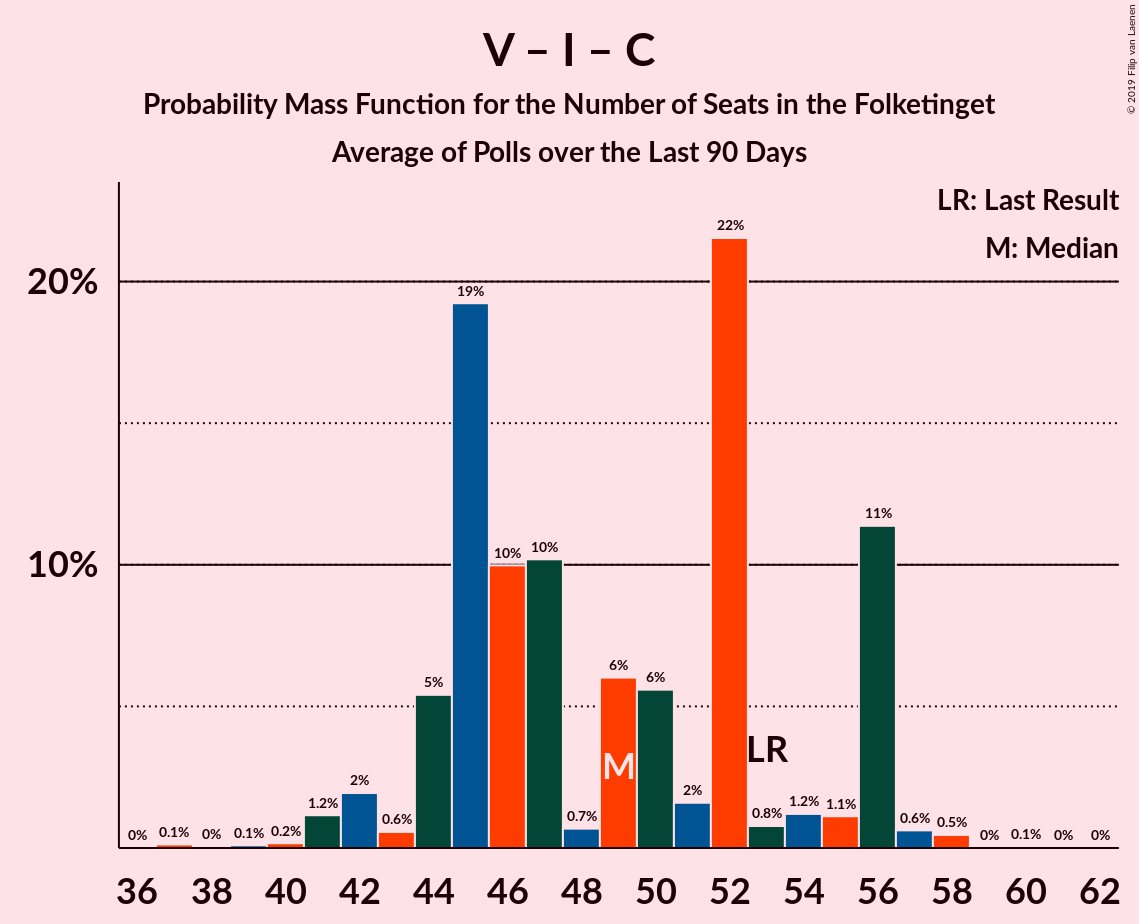 V – I – C
Probability Mass Function for the Number of Seats in the Folketinget
Average of Polls over the Last 90 Days
© 2019 Filip van Laenen
LR: Last Result
M: Median
20%
10%
0% 0.1% 0% 0.1% 0.2% 1.2% 2% 0.6% 5% 19% 10% 10% 0.7% 6% 6% 2% 22% 0.8% 1.2% 1.1% 11% 0.6% 0.5% 0% 0.1% 0% 0%
M
LR
36 38 40 42 44 46 48 50 52 54 56 58 60 62